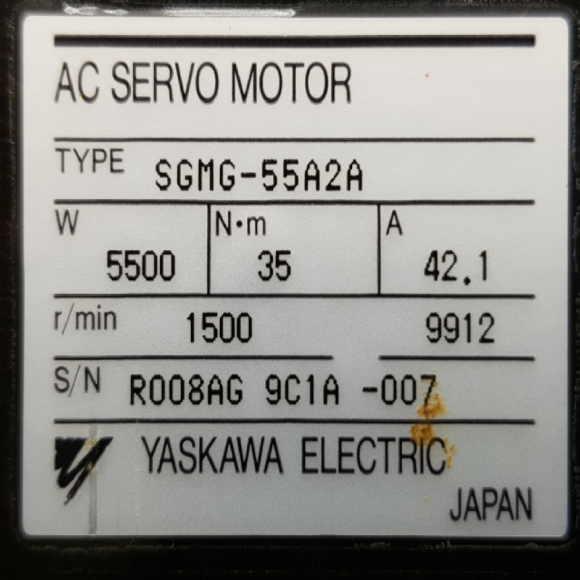 AC SERVO MOTOR
TYPE SGMG-55A2A
W N·m A
5500 35 42.1
r/min 1500 9912
S/N R008AG 9C1A -007
YASKAWA ELECTRIC
JAPAN